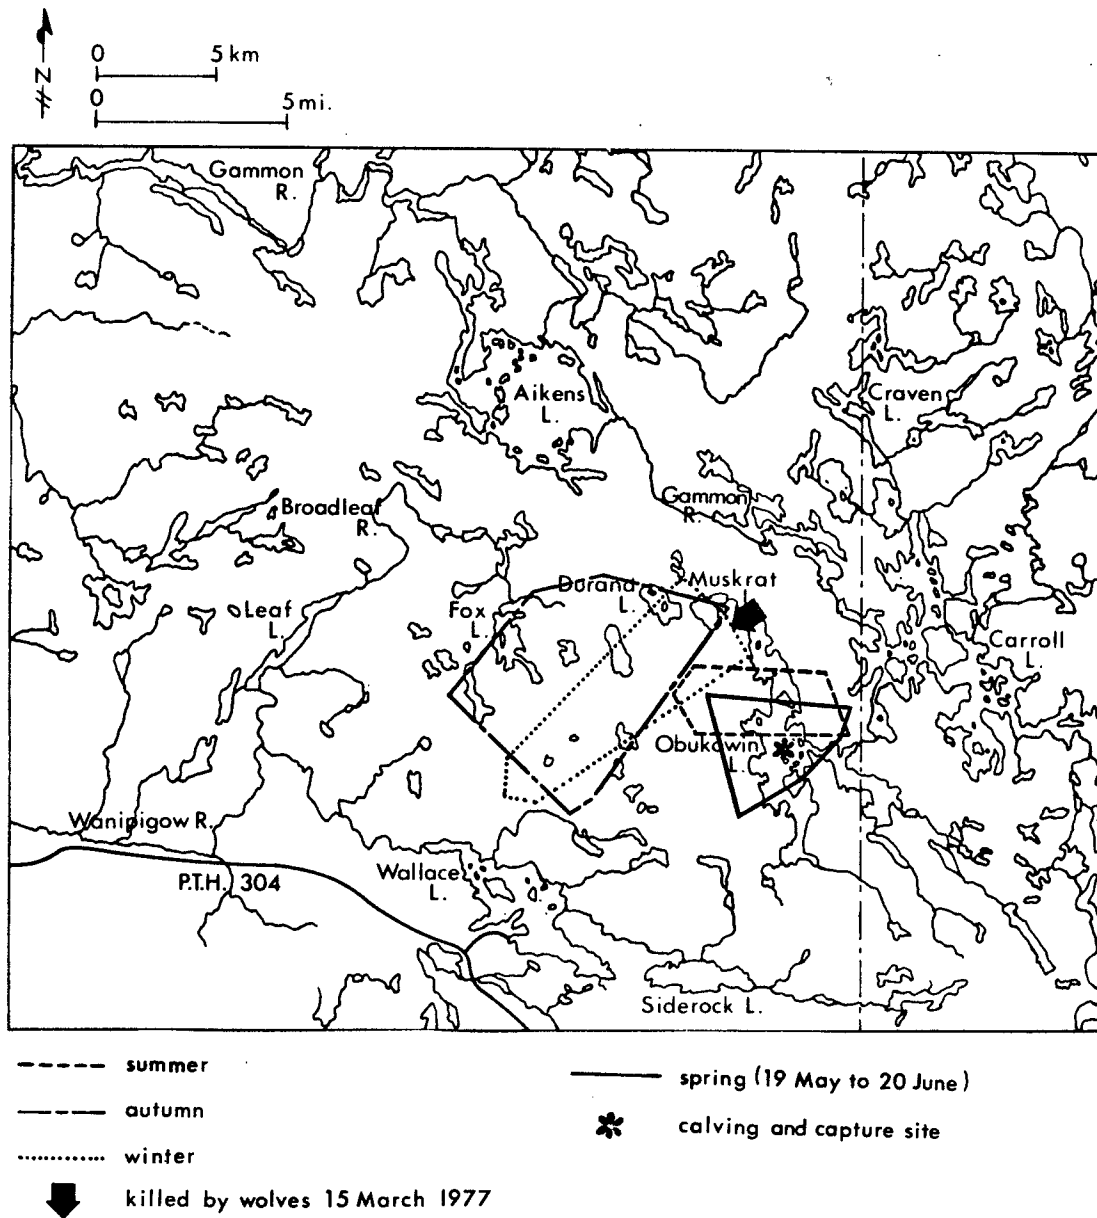 N
0 5 km
0 5 mi.
Gammon
R.
Aikens
L.
Craven
L.
Broadleaf
R.
Gammon
R.
Leaf
L.
Fox
L.
Durand
L.
Muskrat
L.
Carroll
L.
Obukowin
L.
Wanipigow R.
P.T.H. 304
Wallace
L.
Siderock L.
summer
autumn
winter
killed by wolves 15 March 1977
spring (19 May to 20 June)
calving and capture site